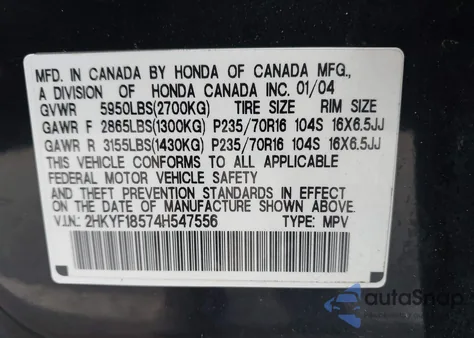 MFD. IN CANADA BY HONDA OF CANADA MFG.,
A DIVISION OF HONDA CANADA INC. 01/04
GVWR 5950LBS(2700KG) TIRE SIZE RIM SIZE
GAWR F 2865LBS(1300KG) P235/70R16 104S 16X6.5JJ
GAWR R 3155LBS(1430KG) P235/70R16 104S 16X6.5JJ
THIS VEHICLE CONFORMS TO ALL APPLICABLE
FEDERAL MOTOR VEHICLE SAFETY
AND THEFT PREVENTION STANDARDS IN EFFECT
ON THE DATE OF MANUFACTURE SHOWN ABOVE.
V.I.N.: 2HKYF18574H547556 TYPE: MPV
autoSnap